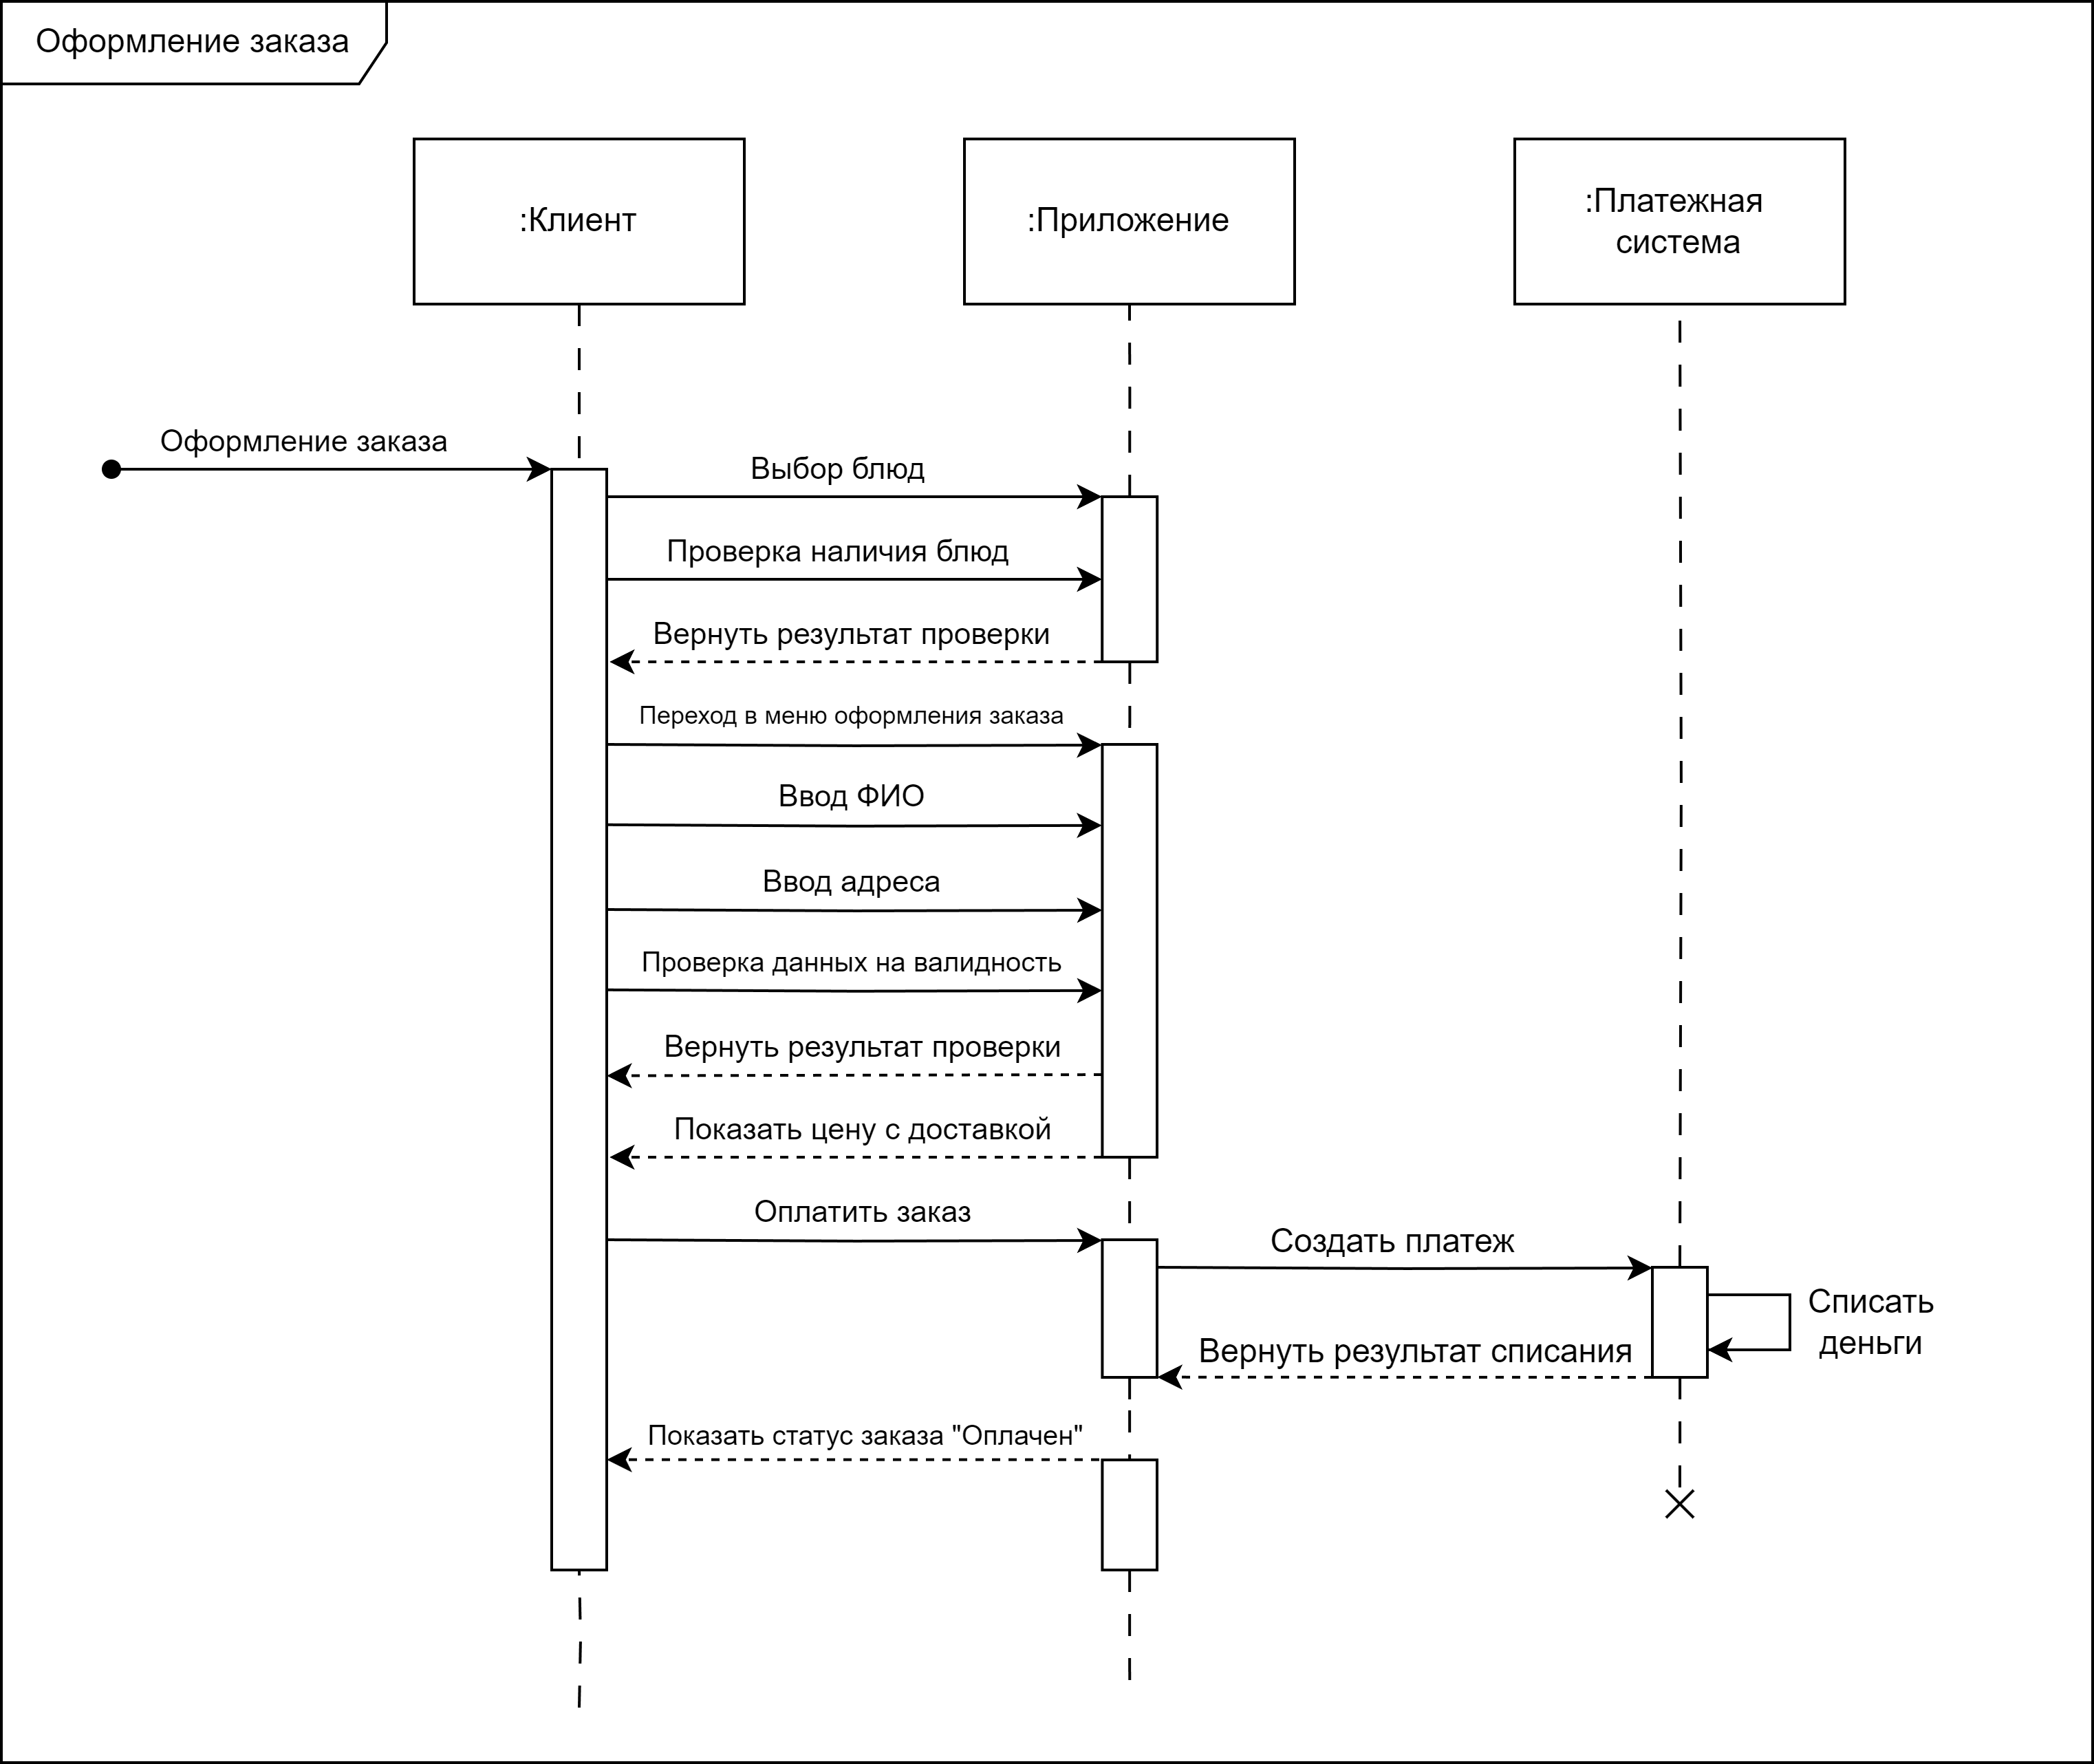 Оформление заказа
:Клиент
:Приложение
:Платежная
система
Оформление заказа
Выбор блюд
Проверка наличия блюд
Вернуть результат проверки
Переход в меню оформления заказа
Ввод ФИО
Ввод адреса
Проверка данных на валидность
Вернуть результат проверки
Показать цену с доставкой
Оплатить заказ
Создать платеж
Списать
деньги
Вернуть результат списания
Показать статус заказа "Оплачен"